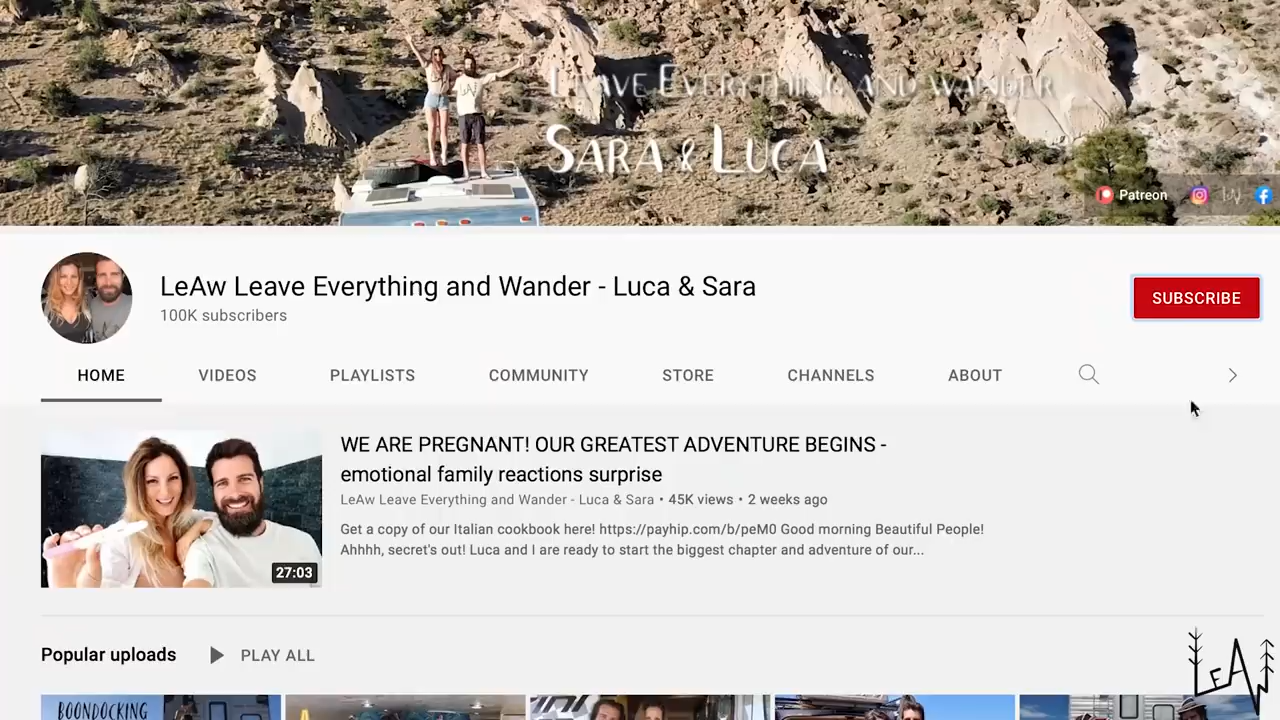 LEAVE EVERYTHING AND WANDER
SARA & LUCA
Patreon
LeAw Leave Everything and Wander - Luca & Sara
100K subscribers
SUBSCRIBE
HOME VIDEOS PLAYLISTS COMMUNITY STORE CHANNELS ABOUT
WE ARE PREGNANT! OUR GREATEST ADVENTURE BEGINS -
emotional family reactions surprise
LeAw Leave Everything and Wander - Luca & Sara • 45K views • 2 weeks ago
Get a copy of our Italian cookbook here! https://payhip.com/b/peM0 Good morning Beautiful People!
Ahhhh, secret's out! Luca and I are ready to start the biggest chapter and adventure of our...
27:03
Popular uploads PLAY ALL
LEAW
BOONDOCKING